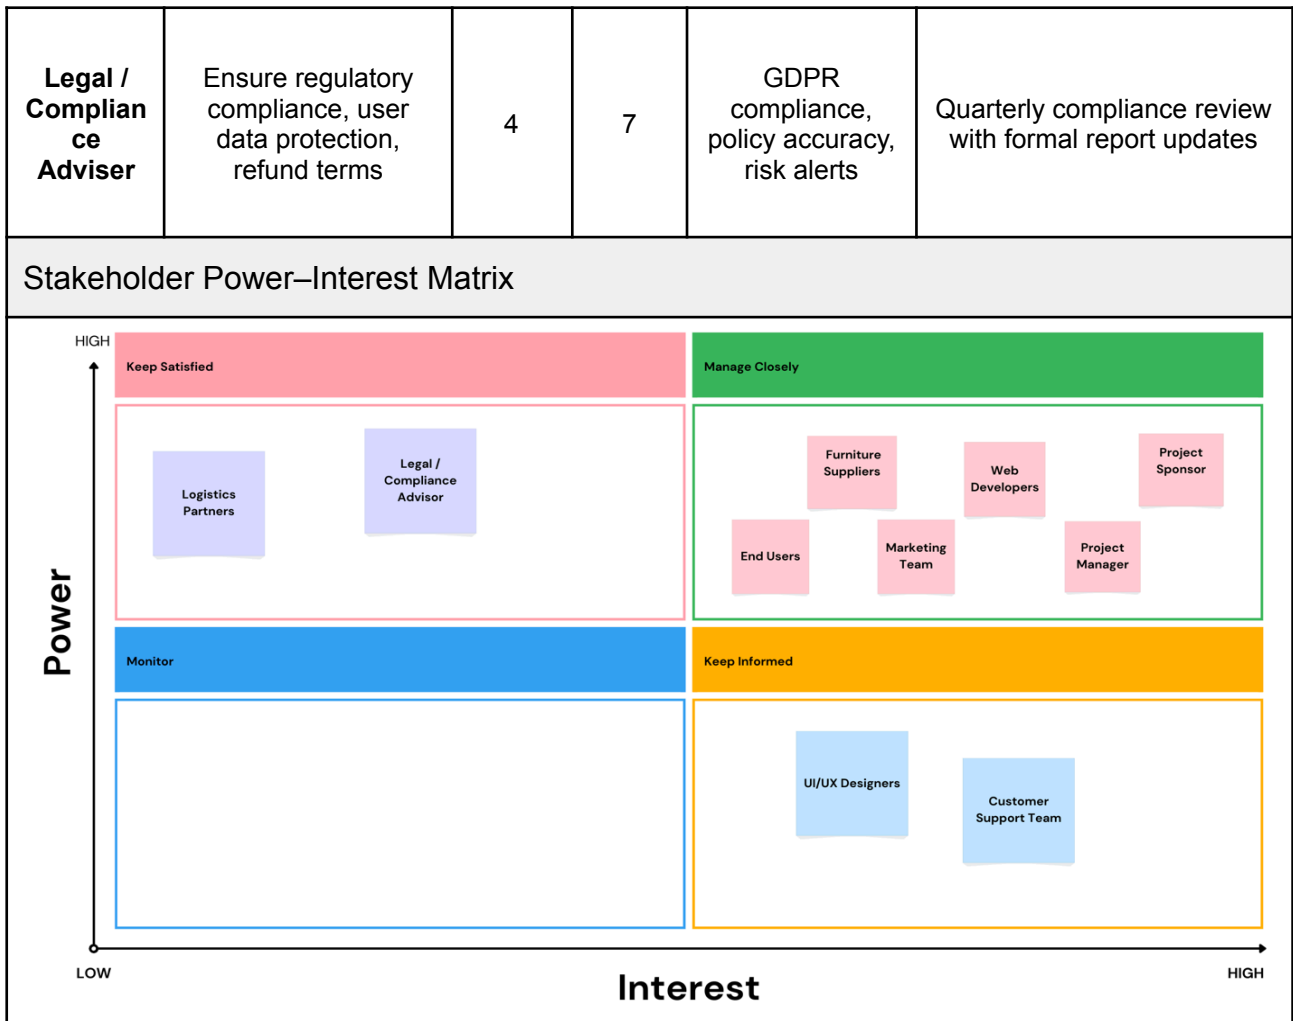 Legal /
Complian
ce
Adviser
Ensure regulatory
compliance, user
data protection,
refund terms
4
7
GDPR
compliance,
policy accuracy,
risk alerts
Quarterly compliance review
with formal report updates
Stakeholder Power–Interest Matrix
HIGH
Keep Satisfied
Manage Closely
Logistics
Partners
Legal /
Compliance
Advisor
Furniture
Suppliers
Web
Developers
Project
Sponsor
End Users
Marketing
Team
Project
Manager
Power
Monitor
Keep Informed
UI/UX Designers
Customer
Support Team
LOW
Interest
HIGH